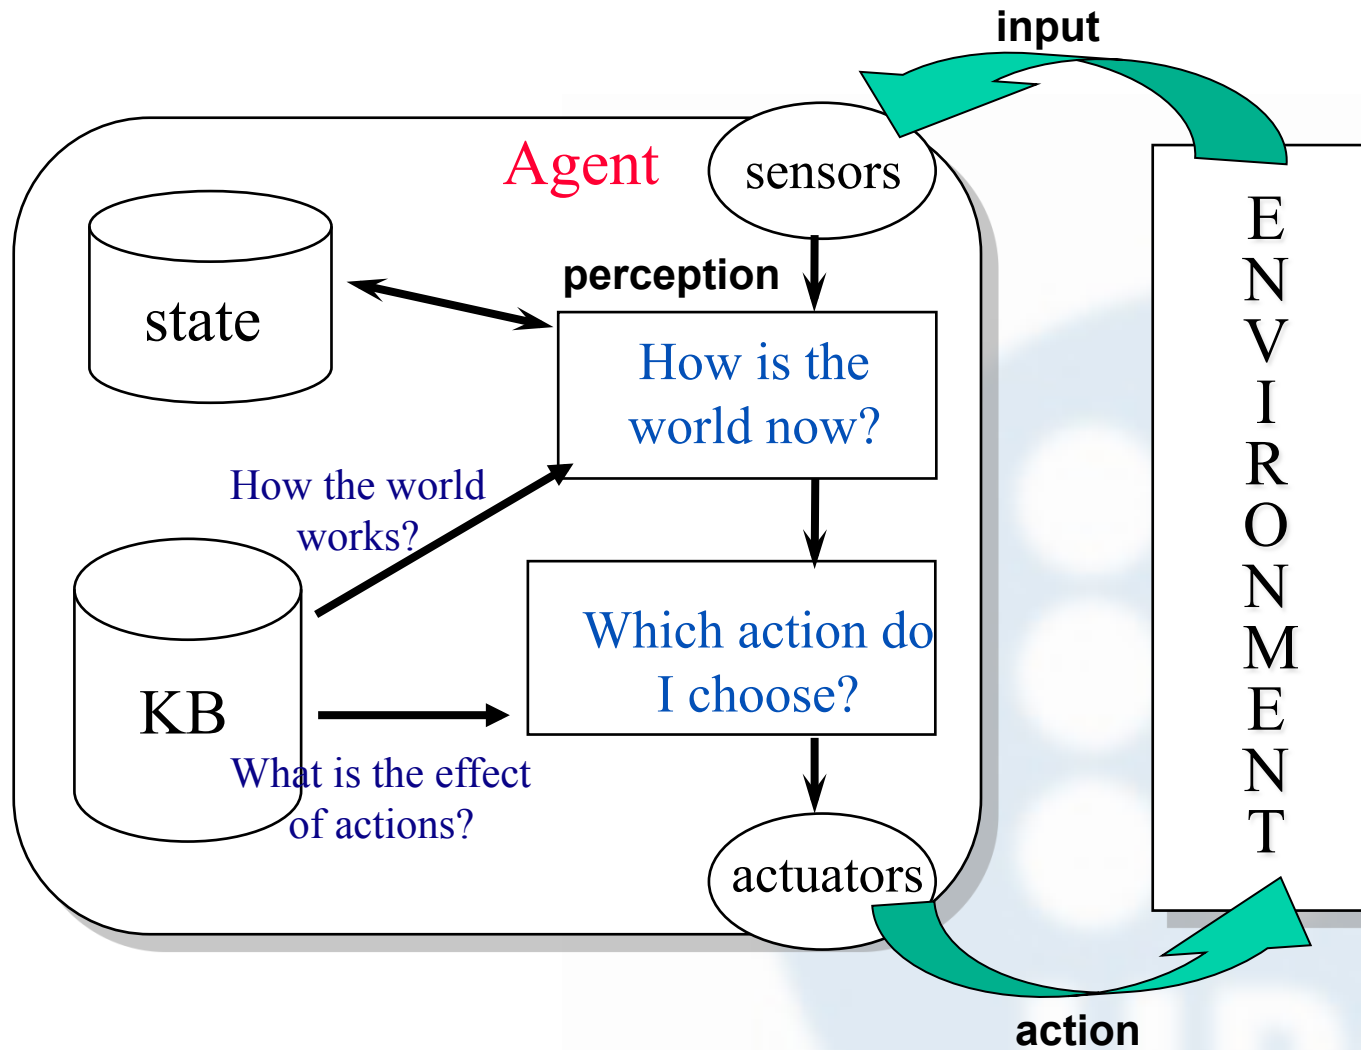 input
Agent
sensors
perception
state
How is the
world now?
How the world
works?
Which action do
I choose?
KB
What is the effect
of actions?
actuators
action
E
N
V
I
R
O
N
M
E
N
T